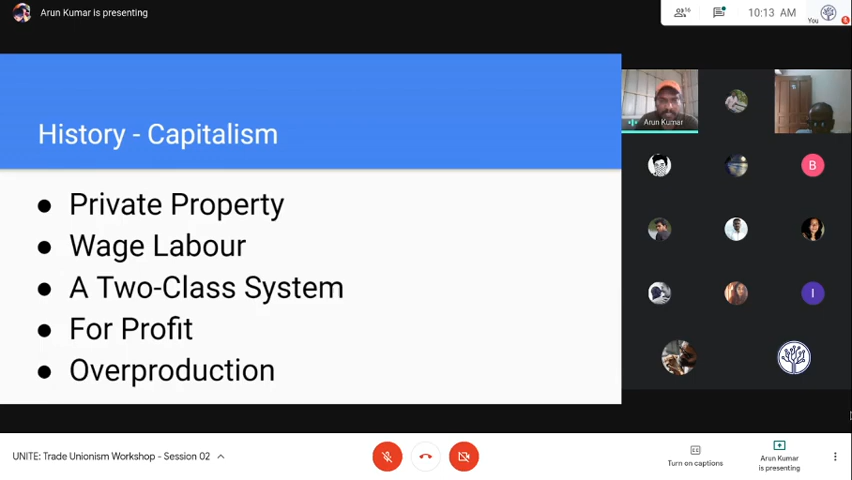 Arun Kumar is presenting
16
10:13 AM
You
History - Capitalism
● Private Property
● Wage Labour
● A Two-Class System
● For Profit
● Overproduction
Arun Kumar
B
I
UNITE: Trade Unionism Workshop - Session 02
Turn on captions
Arun Kumar
is presenting